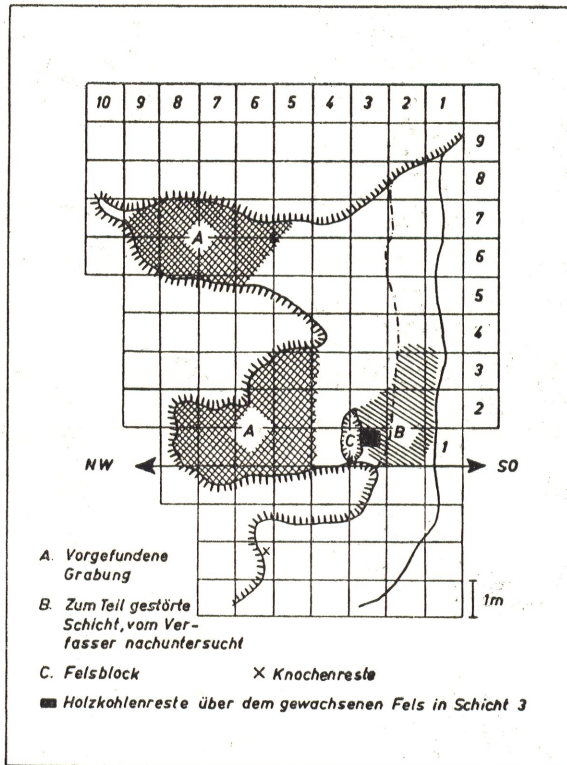 10 9 8 7 6 5 4 3 2 1
9
8
7
A
6
5
4
3
2
A
C
B
1
NW
SO
A. Vorgefundene
Grabung
B. Zum Teil gestörte
Schicht, vom Ver-
fasser nachuntersucht
1m
C. Felsblock
× Knochenreste
Holzkohlenreste über dem gewachsenen Fels in Schicht 3